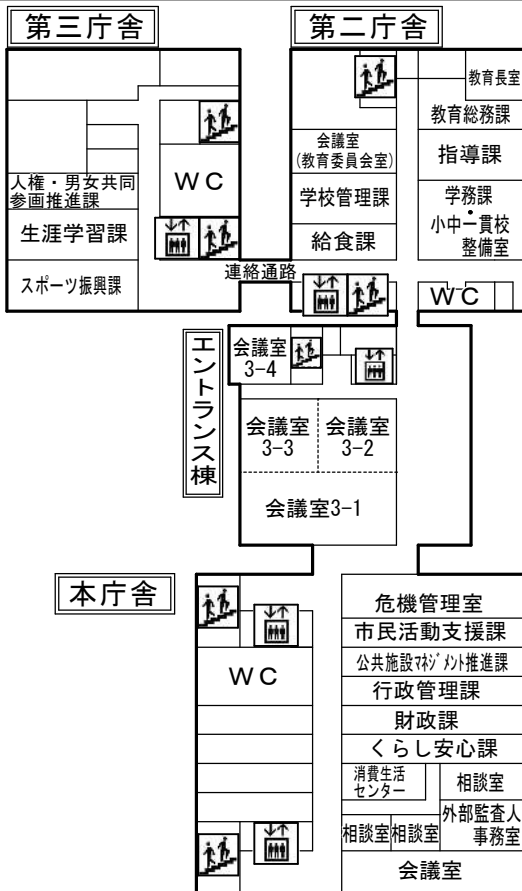 第三庁舎
第二庁舎
教育長室
教育総務課
会議室
(教育委員会室)
指導課
WC
人権・男女共同
参画推進課
学校管理課
学務課
・
小中一貫校
整備室
生涯学習課
給食課
スポーツ振興課
連絡通路
WC
エントランス棟
会議室
3-4
会議室
3-3
会議室
3-2
会議室3-1
本庁舎
危機管理室
市民活動支援課
WC
公共施設マネジメント推進課
行政管理課
財政課
くらし安心課
消費生活
センター
相談室
外部監査人
事務室
相談室
相談室
会議室